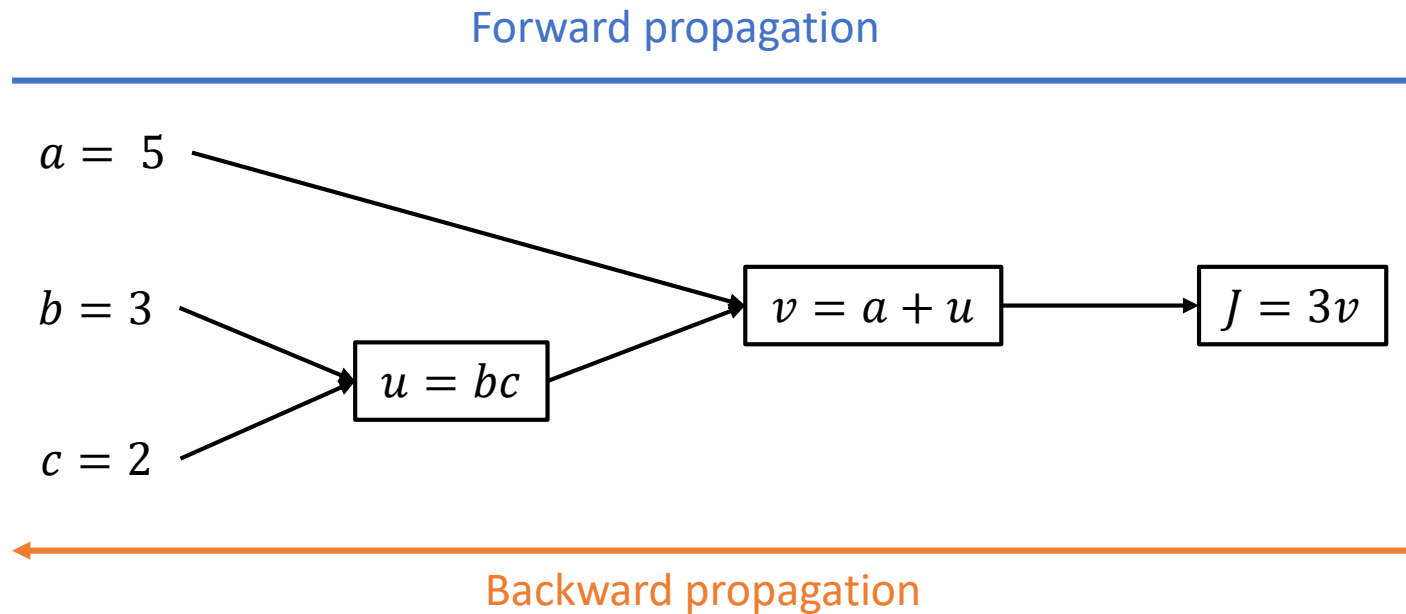 Forward propagation
a = 5
b = 3
c = 2
u = bc
v = a + u
J = 3v
Backward propagation